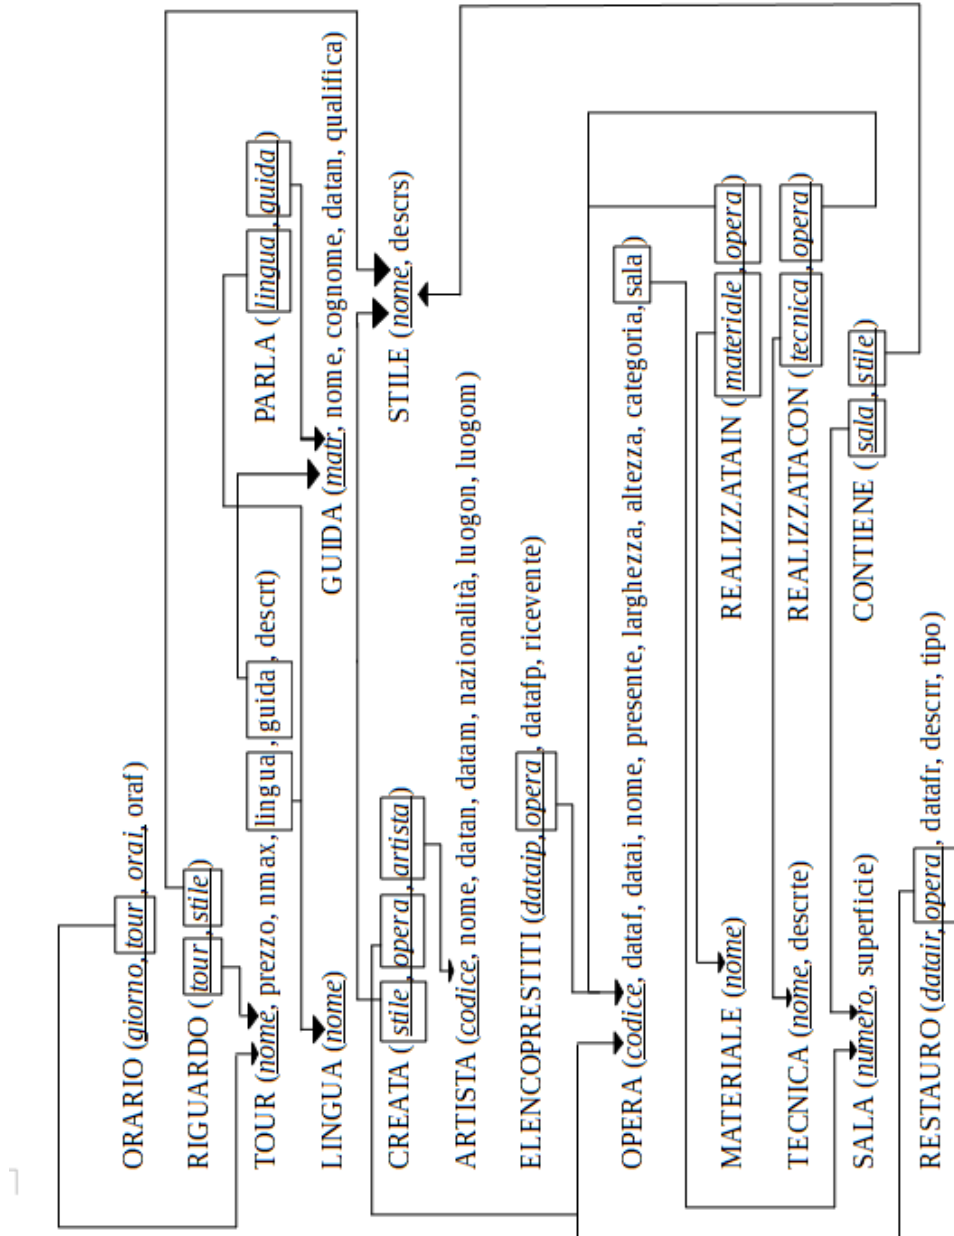 ORARIO (giorno, tour, orai, oraf)
RIGUARDO (tour, stile)
TOUR (nome, prezzo, nmax, lingua, guida, descrt)
PARLA (lingua, guida)
LINGUA (nome)
GUIDA (matr, nome, cognome, datan, qualifica)
CREATA (stile, opera, artista)
STILE (nome, descrs)
ARTISTA (codice, nome, datan, datam, nazionalità, luogon, luogom)
ELENCOPRESTITI (dataip, opera, datafp, ricevente)
OPERA (codice, dataf, datai, nome, presente, larghezza, altezza, categoria, sala)
MATERIALE (nome)
REALIZZATAIN (materiale, opera)
TECNICA (nome, descrte)
REALIZZATACON (tecnica, opera)
SALA (numero, superficie)
CONTIENE (sala, stile)
RESTAURO (datair, opera, datafr, descrr, tipo)